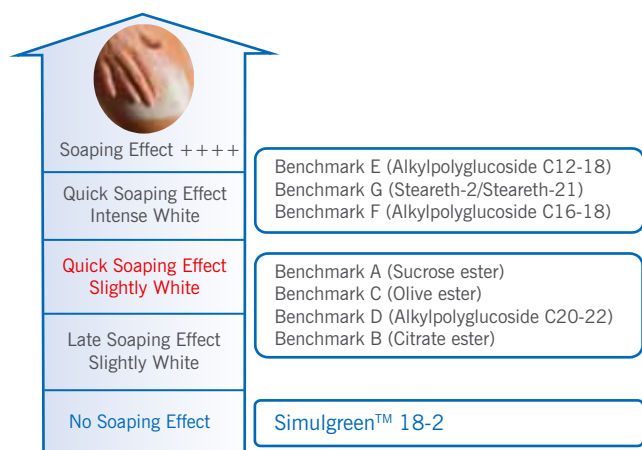 Soaping Effect ++++
Quick Soaping Effect
Intense White
Quick Soaping Effect
Slightly White
Late Soaping Effect
Slightly White
No Soaping Effect
Benchmark E (Alkylpolyglucoside C12-18)
Benchmark G (Steareth-2/Steareth-21)
Benchmark F (Alkylpolyglucoside C16-18)
Benchmark A (Sucrose ester)
Benchmark C (Olive ester)
Benchmark D (Alkylpolyglucoside C20-22)
Benchmark B (Citrate ester)
Simulgreen™ 18-2